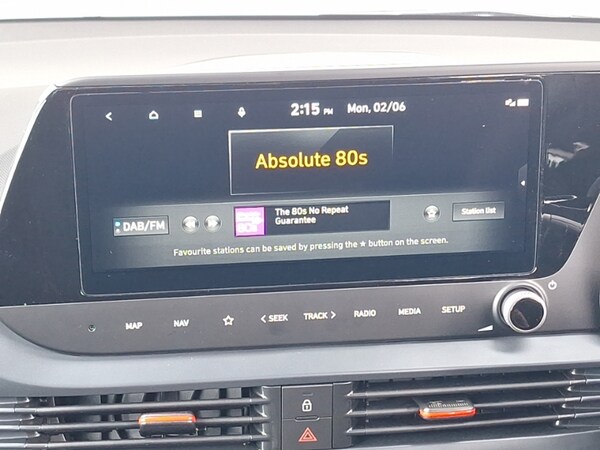 2:15 PM Mon, 02/06
Absolute 80s
DAB/FM
The 80s No Repeat
Guarantee
Station list
Favourite stations can be saved by pressing the ★ button on the screen.
MAP NAV ☆ < SEEK TRACK > RADIO MEDIA SETUP